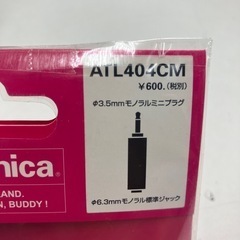 ATL404CM
¥600.(税別)
φ3.5mmモノラルミニプラグ
nica®
AND.
N, BUDDY!
φ6.3mmモノラル標準ジャック